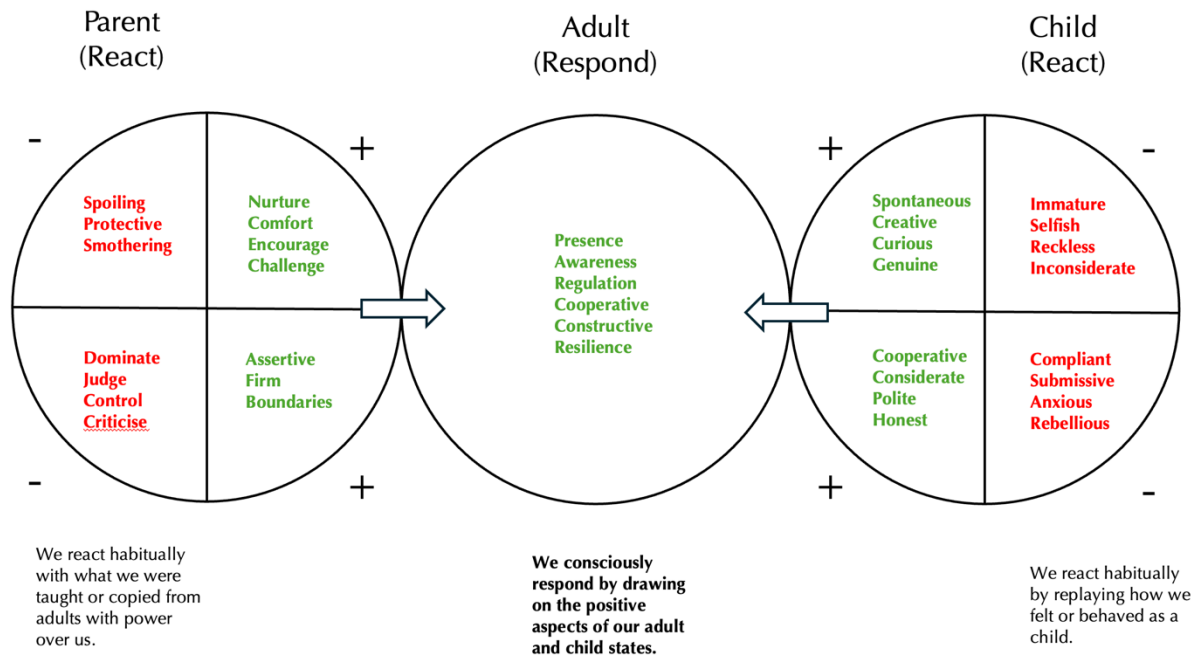 Parent
(React)
Adult
(Respond)
Child
(React)
-
+
+
-
Spoiling
Protective
Smothering
Nurture
Comfort
Encourage
Challenge
Presence
Awareness
Regulation
Cooperative
Constructive
Resilience
Spontaneous
Creative
Curious
Genuine
Immature
Selfish
Reckless
Inconsiderate
Dominate
Judge
Control
Criticise
Assertive
Firm
Boundaries
Cooperative
Considerate
Polite
Honest
Compliant
Submissive
Anxious
Rebellious
-
+
+
-
We react habitually
with what we were
taught or copied from
adults with power
over us.
We consciously
respond by drawing
on the positive
aspects of our adult
and child states.
We react habitually
by replaying how we
felt or behaved as a
child.